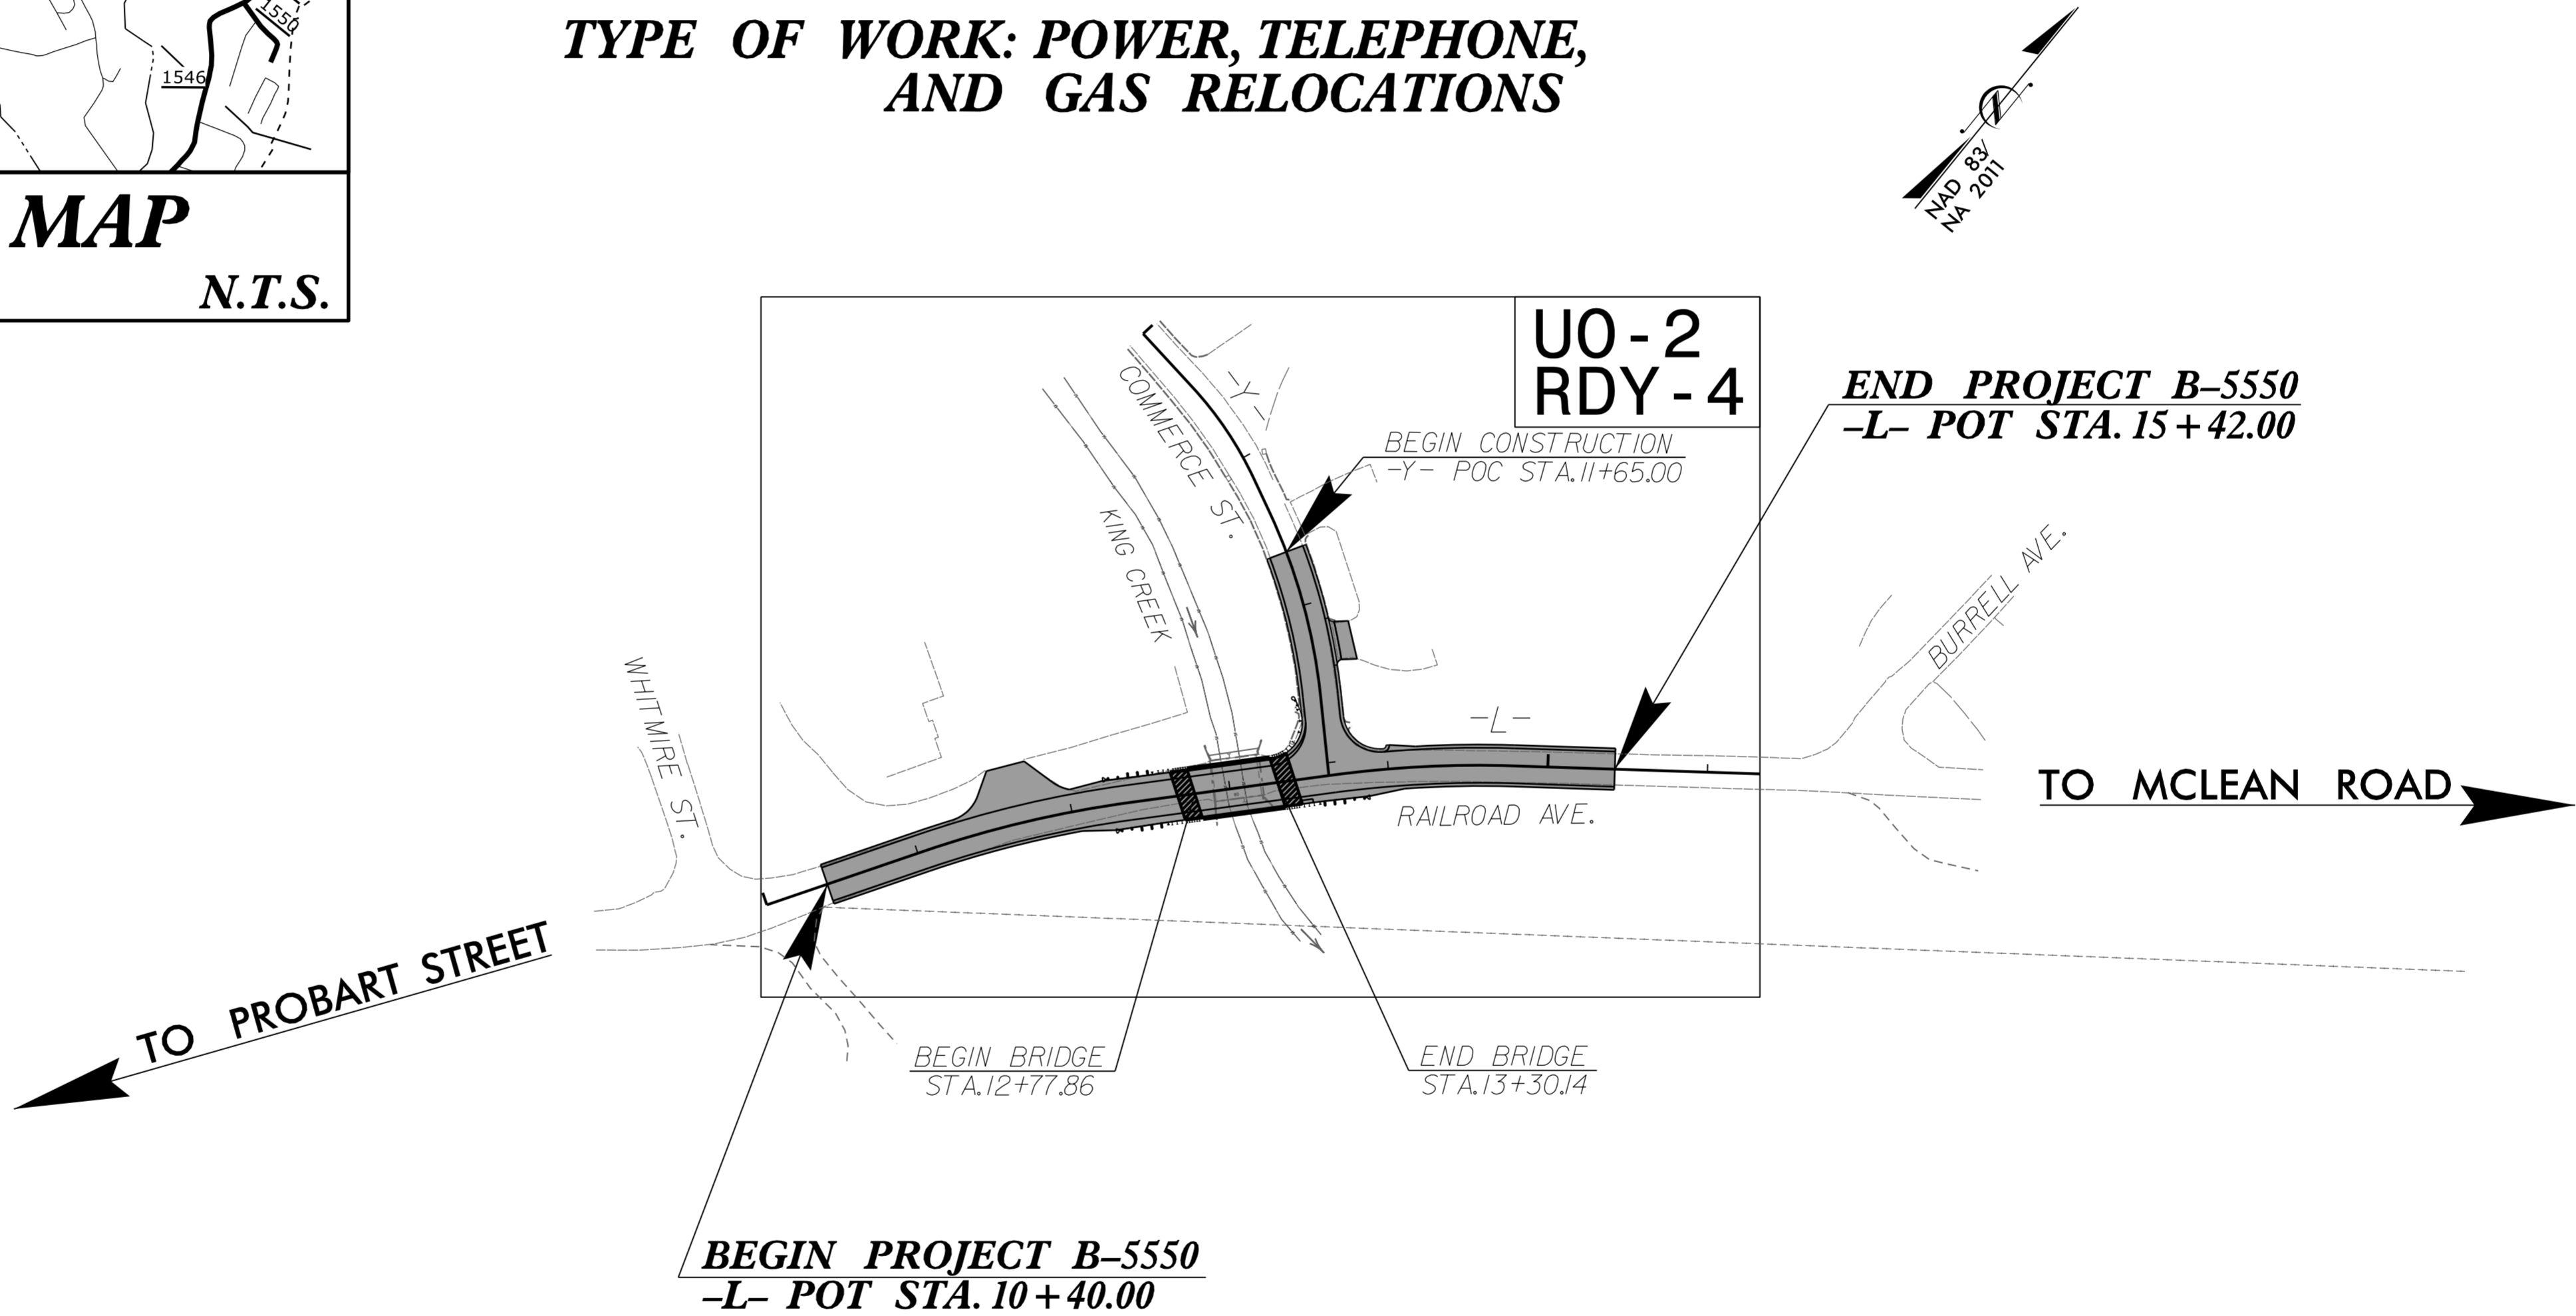 1550
1546
MAP
N.T.S.
TYPE OF WORK: POWER, TELEPHONE,
AND GAS RELOCATIONS
NAD 83/
NA 2011
UO-2
RDY-4
END PROJECT B–5550
–L– POT STA. 15+42.00
-Y-
COMMERCE ST.
BEGIN CONSTRUCTION
-Y- POC STA.11+65.00
KING CREEK
BURRELL AVE.
WHITMIRE ST.
-L-
RAILROAD AVE.
TO MCLEAN ROAD
TO PROBART STREET
BEGIN BRIDGE
STA.12+77.86
END BRIDGE
STA.13+30.14
BEGIN PROJECT B–5550
–L– POT STA. 10+40.00